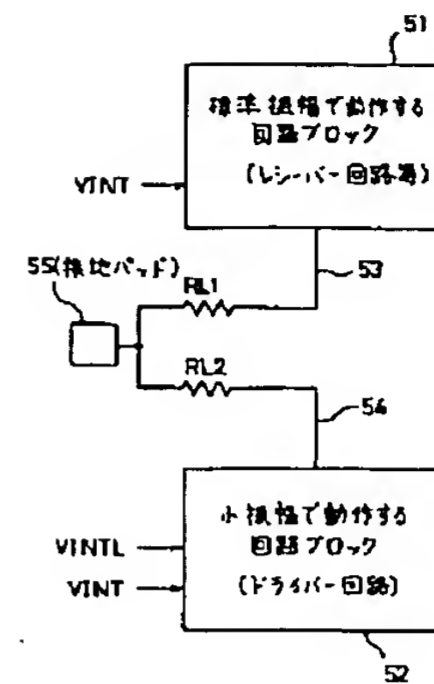 51
標準振幅で動作する
回路ブロック
(レシーバー回路等)
VINT
55(接地パッド)
RL1
53
RL2
54
小振幅で動作する
回路ブロック
(ドライバー回路)
VINTL
VINT
52